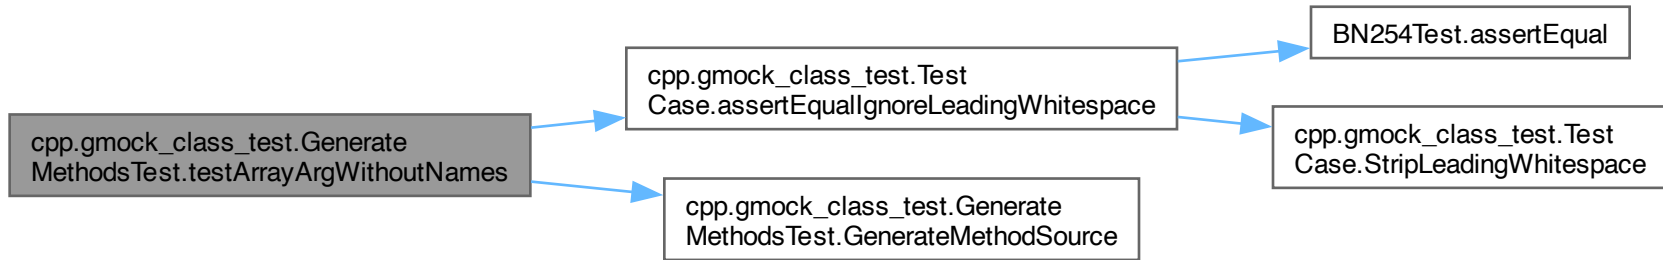 cpp.gmock_class_test.Generate
MethodsTest.testArrayArgWithoutNames
cpp.gmock_class_test.Test
Case.assertEqualIgnoreLeadingWhitespace
BN254Test.assertEqual
cpp.gmock_class_test.Test
Case.StripLeadingWhitespace
cpp.gmock_class_test.Generate
MethodsTest.GenerateMethodSource